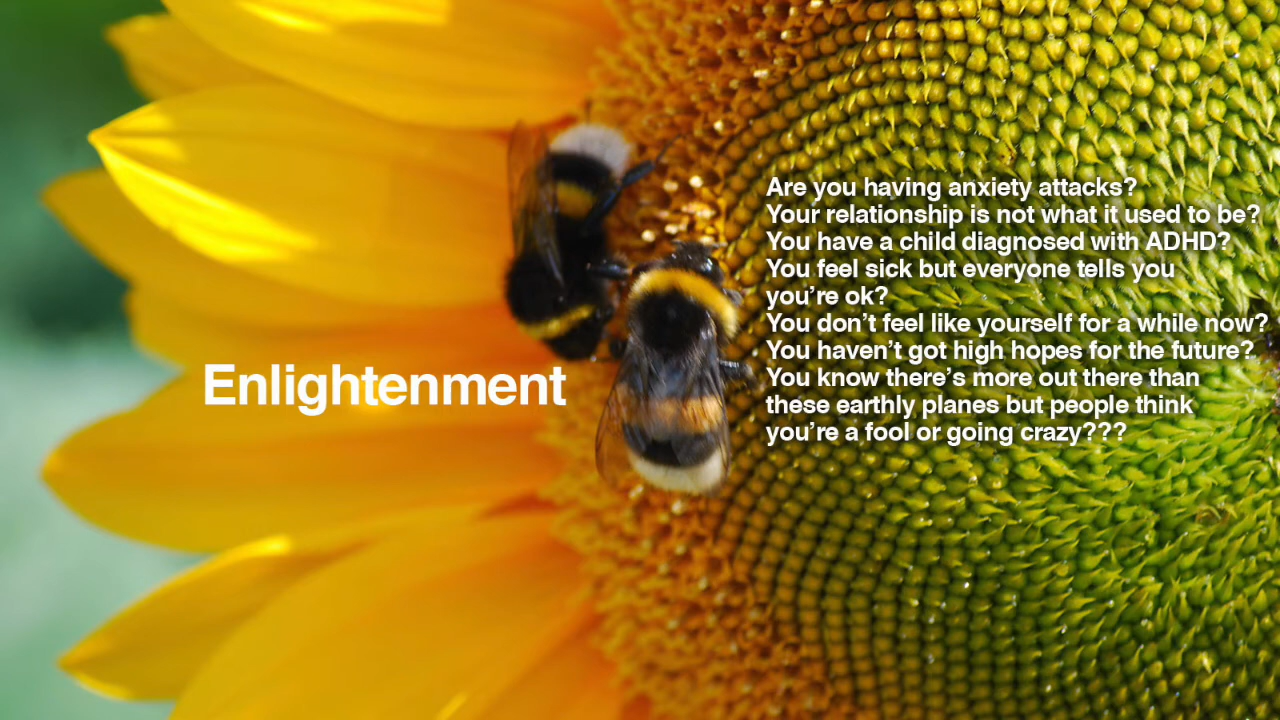 Enlightenment
Are you having anxiety attacks?
Your relationship is not what it used to be?
You have a child diagnosed with ADHD?
You feel sick but everyone tells you
you’re ok?
You don’t feel like yourself for a while now?
You haven’t got high hopes for the future?
You know there’s more out there than
these earthly planes but people think
you’re a fool or going crazy???